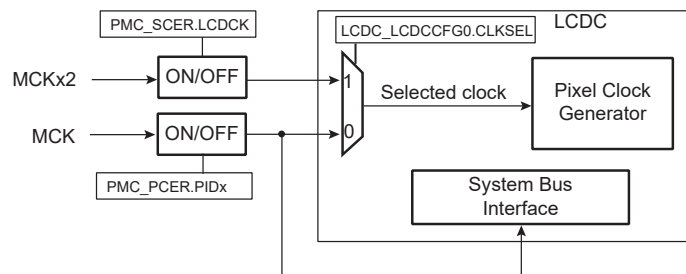 PMC_SCER.LCDCK
LCDC_LCDCCFG0.CLKSEL
LCDC
MCKx2
ON/OFF
1
Selected clock
Pixel Clock
Generator
MCK
ON/OFF
0
PMC_PCER.PIDx
System Bus
Interface